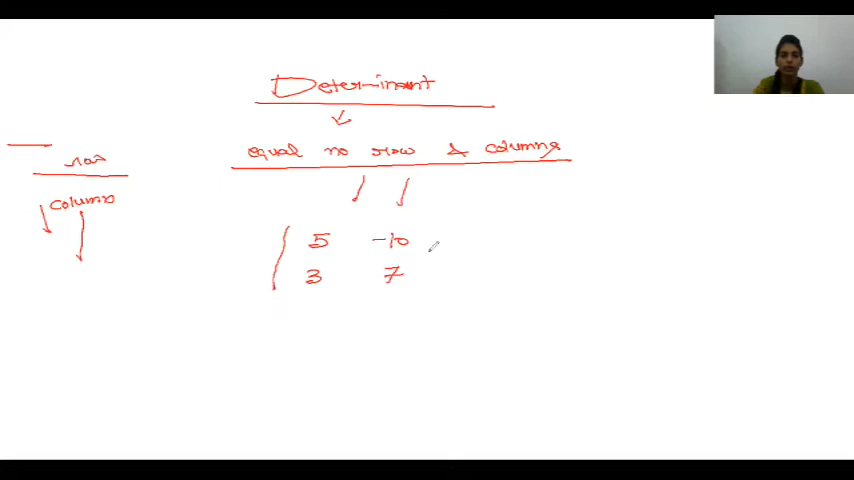 Determinant
equal no row & columns
row
columns
5 -10
3 7